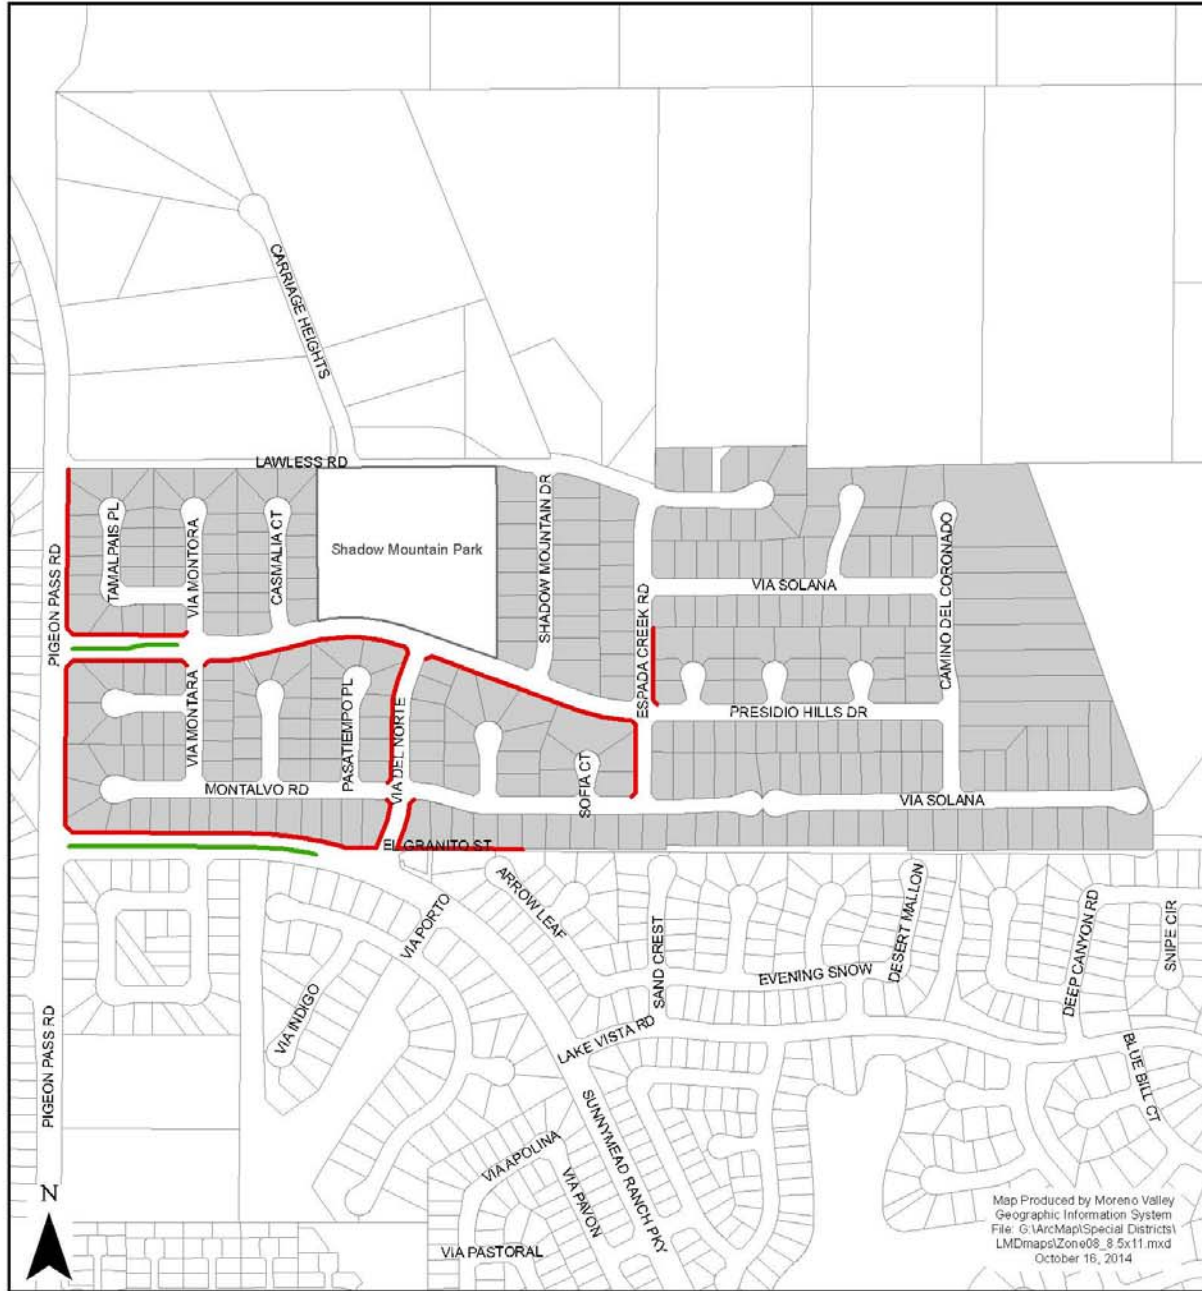 CARRIAGE HEIGHTS
LAWLESS RD
PIGEON PASS RD
TAMALPAIS PL
VIA MONTORA
CASMALIA CT
Shadow Mountain Park
SHADOW MOUNTAIN DR
ESPADA CREEK RD
VIA SOLANA
CAMINO DEL CORONADO
VIA MONTARA
PASATIEMPO PL
VIA DEL NORTE
PRESIDIO HILLS DR
MONTALVO RD
SOFIA CT
VIA SOLANA
EL GRANITO ST
ARROW LEAF
VIA PORTO
SAND CREST
DESERT MALLON
EVENING SNOW
DEEP CANYON RD
SNIPE CIR
VIA INDIGO
PIGEON PASS RD
LAKE VISTA RD
BLUE BILL CT
SUNNYMEAD RANCH PKY
VIA APOLINA
VIA PAVON
VIA PASTORAL
N
Map Produced by Moreno Valley
Geographic Information System
File: G:\ArcMap\Special Districts\
LMDmaps\Zone08_8.5x11.mxd
October 16, 2014